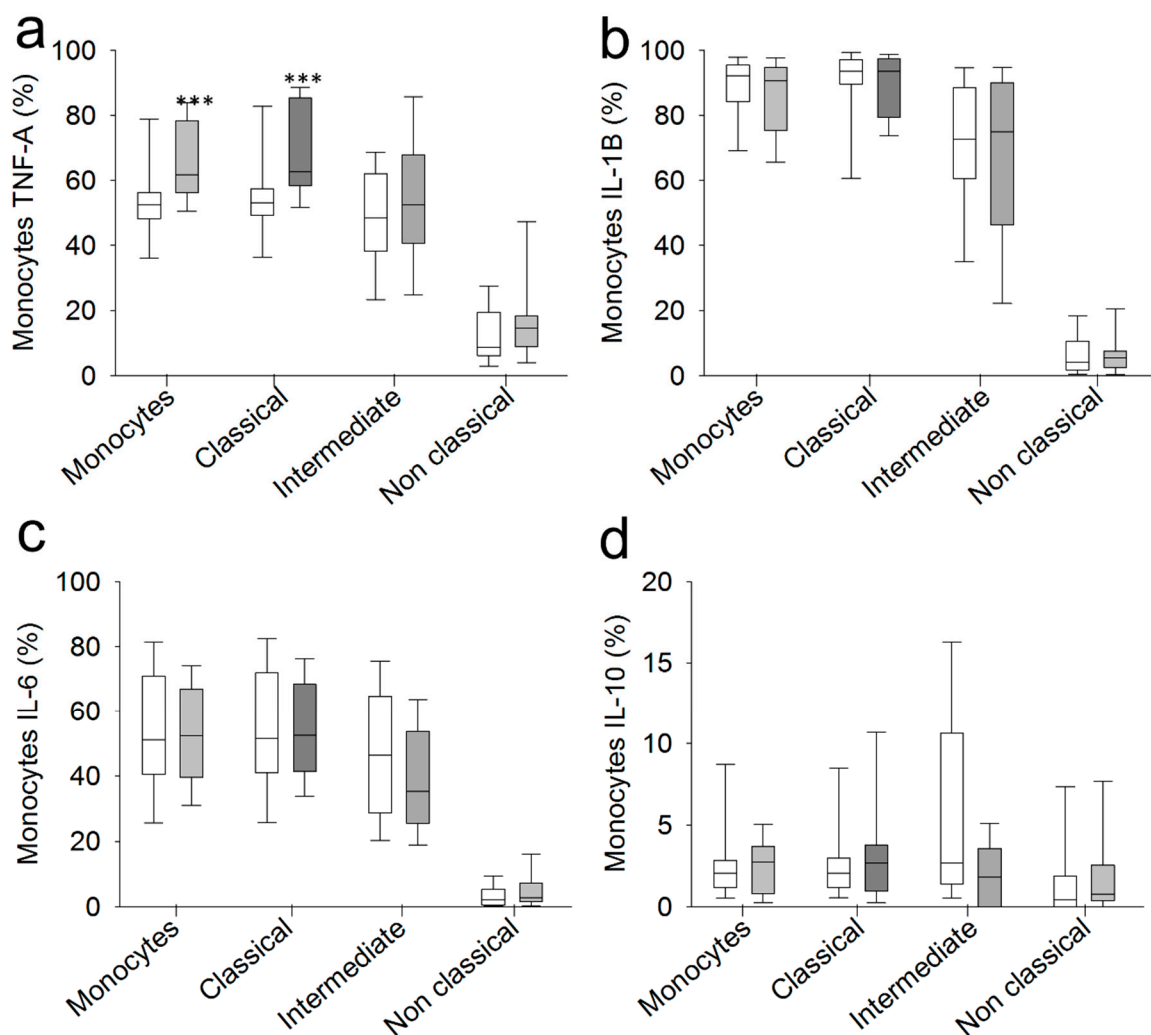 a
Monocytes TNF-A (%)
100
80
60
40
20
0
***
***
Monocytes
Classical
Intermediate
Non classical
b
Monocytes IL-1B (%)
100
80
60
40
20
0
Monocytes
Classical
Intermediate
Non classical
c
Monocytes IL-6 (%)
100
80
60
40
20
0
Monocytes
Classical
Intermediate
Non classical
d
Monocytes IL-10 (%)
20
15
10
5
0
Monocytes
Classical
Intermediate
Non classical